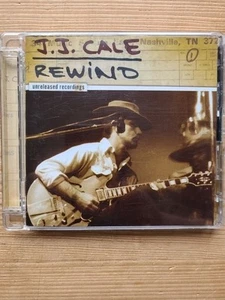 Nashville, TN 372
J.J. CALE
REWIND
unreleased recordings